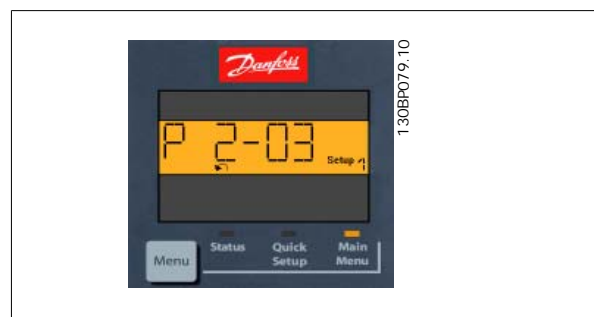 Danfoss
P 2-03
Setup 1
Status
Quick Setup
Main Menu
Menu
130BP079.10